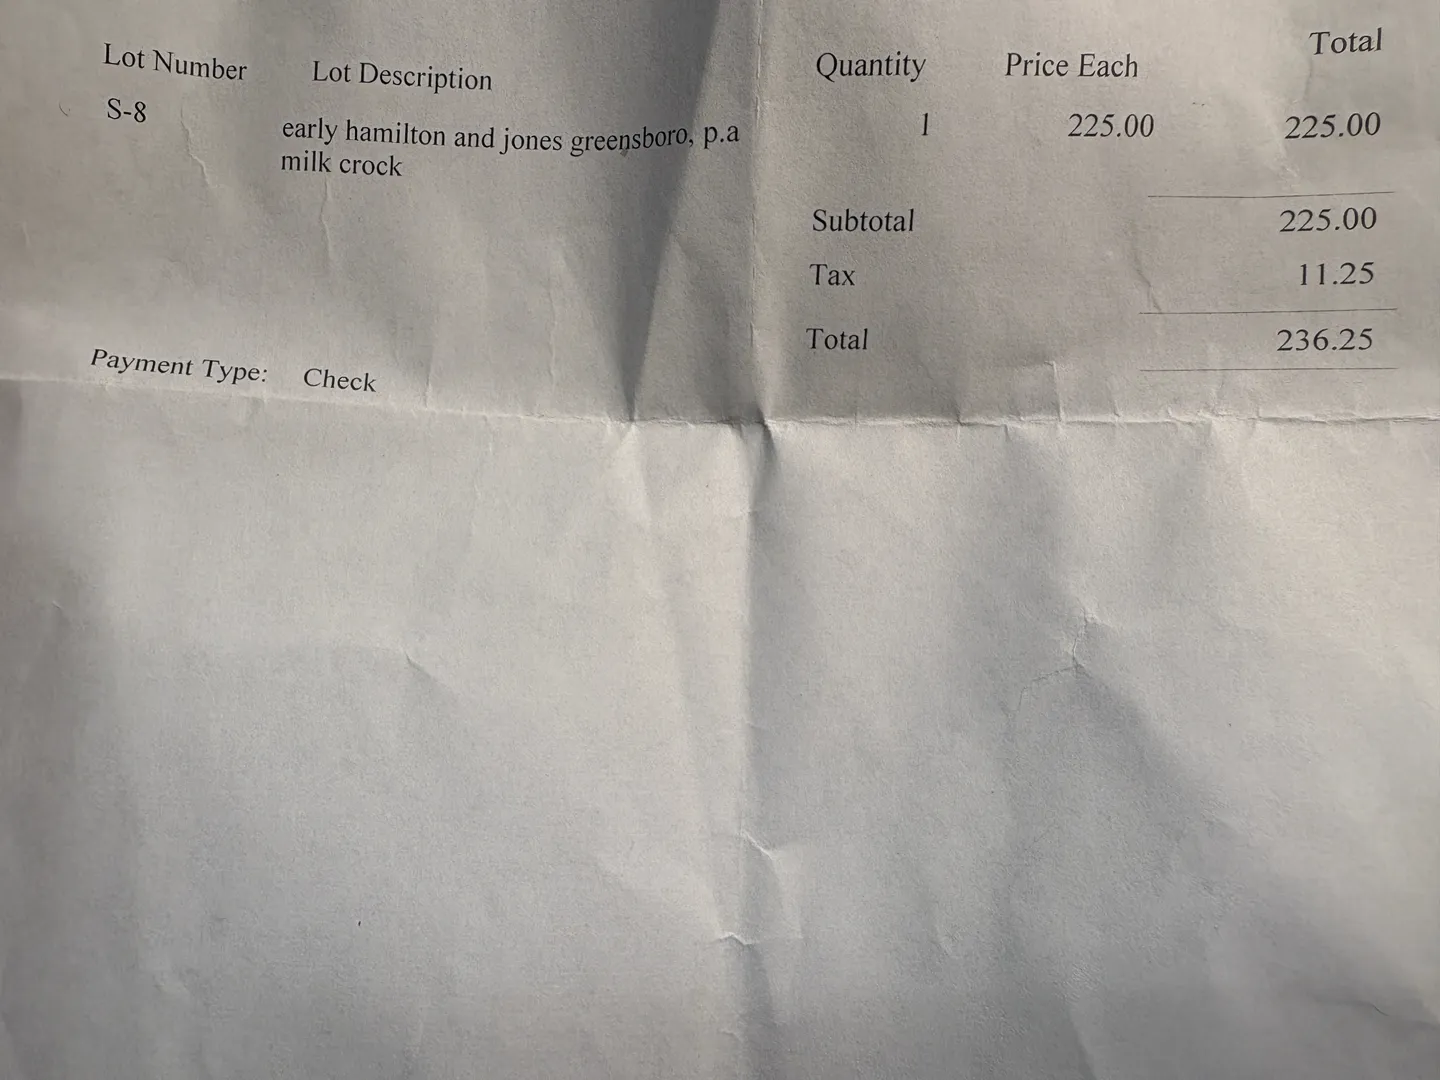 Lot Number Lot Description Quantity Price Each Total
S-8 early hamilton and jones greensboro, p.a 1 225.00 225.00
milk crock
Subtotal 225.00
Tax 11.25
Total 236.25
Payment Type: Check